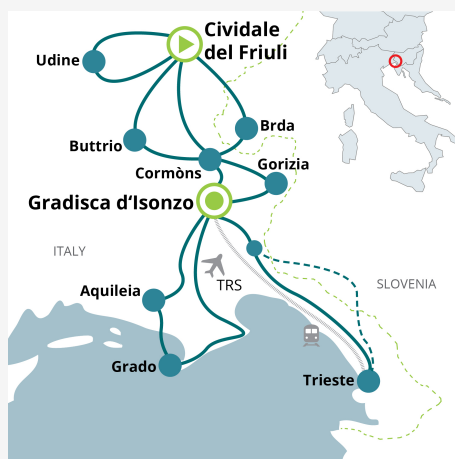 Cividale
del Friuli
Udine
Brda
Buttrio
Cormòns
Gorizia
Gradisca d‘Isonzo
ITALY
TRS
SLOVENIA
Aquileia
Grado
Trieste